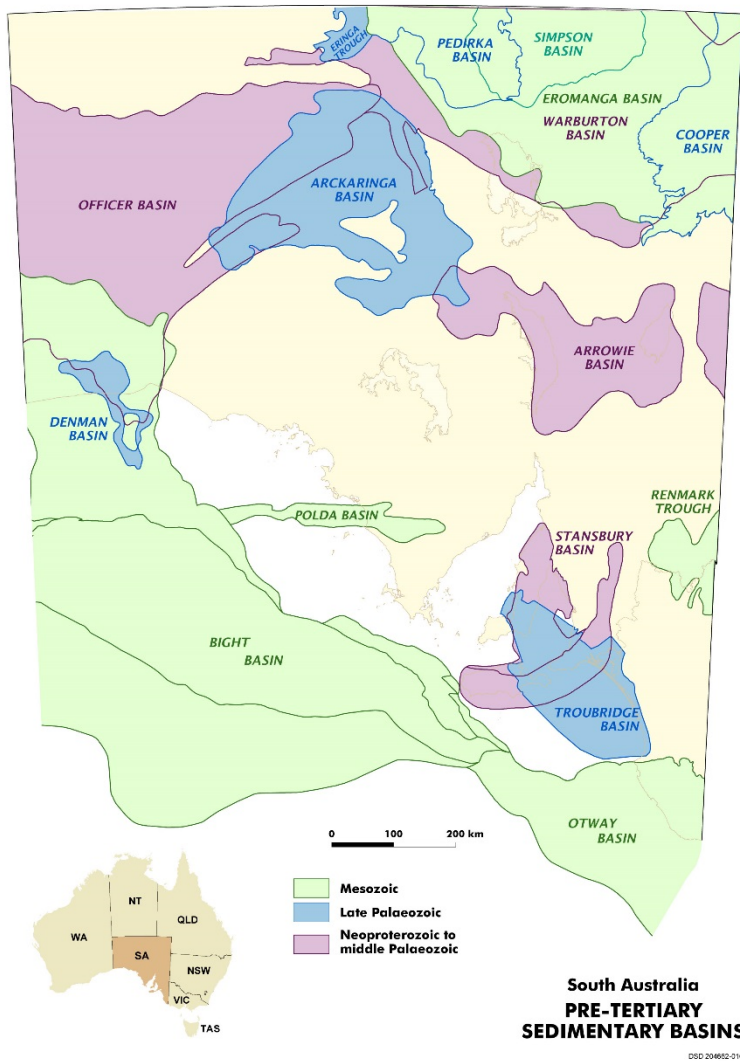 ERINGA
TROUGH
PEDIRKA
BASIN
SIMPSON
BASIN
EROMANGA BASIN
WARBURTON
BASIN
COOPER
BASIN
OFFICER BASIN
ARCKARINGA
BASIN
ARROWIE
BASIN
DENMAN
BASIN
POLDA BASIN
RENMARK
TROUGH
STANSBURY
BASIN
BIGHT
BASIN
TROUBRIDGE
BASIN
OTWAY
BASIN
0 100 200 km
Mesozoic
Late Palaeozoic
Neoproterozoic to
middle Palaeozoic
WA
NT
QLD
SA
NSW
VIC
TAS
South Australia
PRE-TERTIARY
SEDIMENTARY BASINS